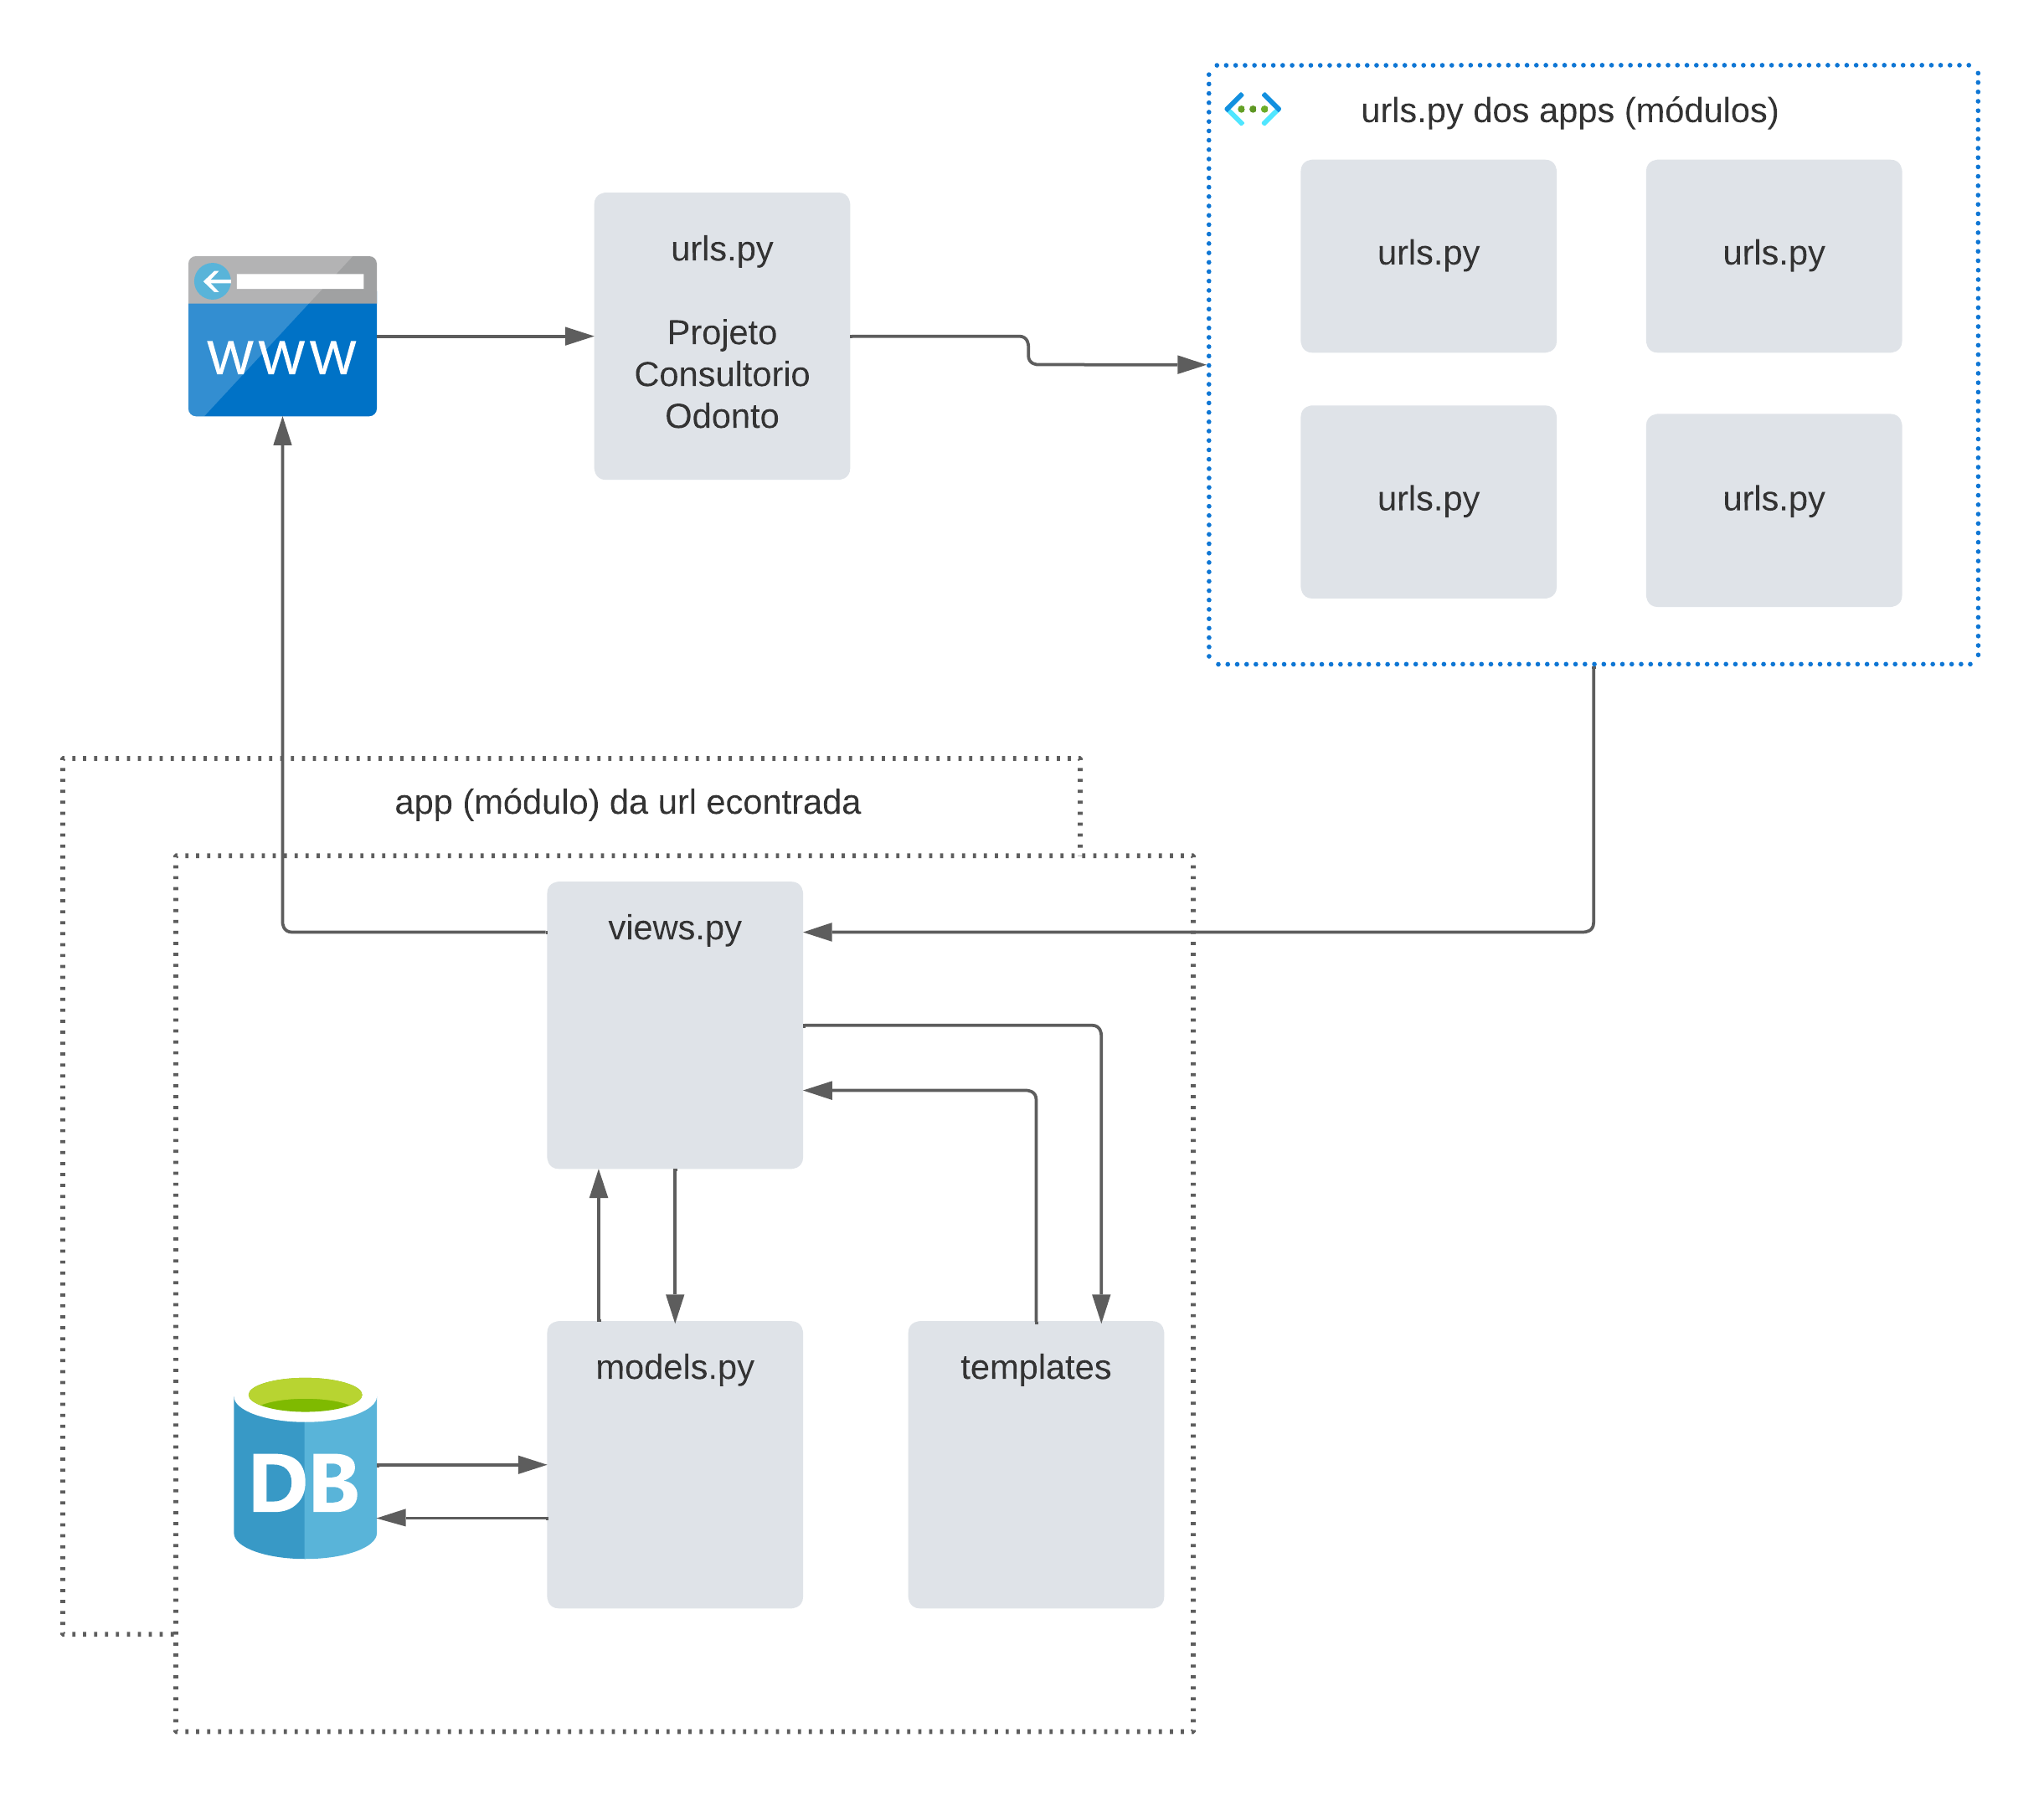 urls.py dos apps (módulos)
urls.py
urls.py
urls.py
Projeto
Consultorio
Odonto
www
urls.py
urls.py
app (módulo) da url econtrada
views.py
models.py
templates
DB